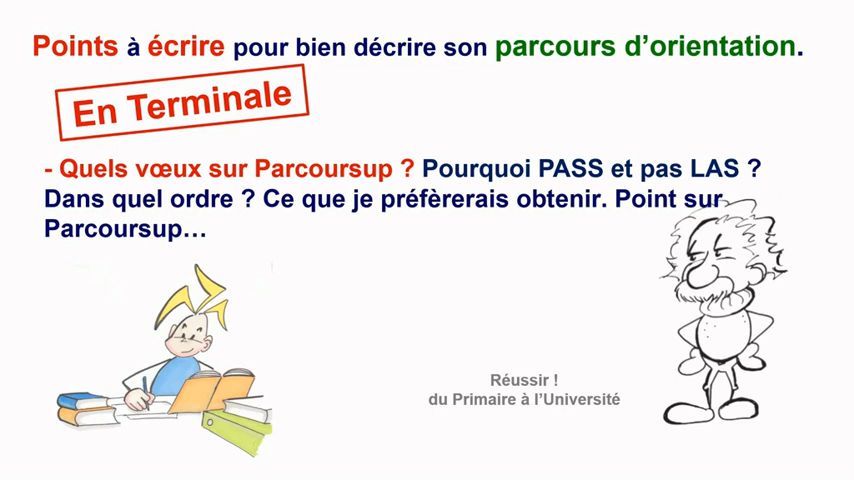 Points à écrire pour bien décrire son parcours d’orientation.
En Terminale
- Quels vœux sur Parcoursup ? Pourquoi PASS et pas LAS ?
Dans quel ordre ? Ce que je préfèrerais obtenir. Point sur
Parcoursup…
Réussir !
du Primaire à l’Université